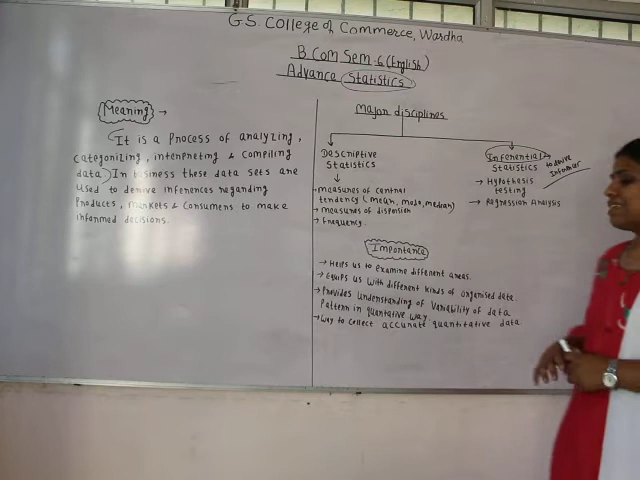 G.S. College of Commerce, Wardha
B.Com Sem-6 (English)
Advance Statistics
Meaning →
It is a Process of analyzing,
categorizing, interpreting & compiling
data. In business these data sets are
used to derive inferences regarding
Products, markets & consumers to make
informed decisions.
Major disciplines
Descriptive
Statistics
→ measures of central
tendency (mean, mode, median)
→ measures of dispersion
→ Frequency.
Inferential
Statistics
→ to derive
→ Hypothesis
testing
→ Regression Analysis
Importance
→ Helps us to examine different areas.
→ Equips us with different kinds of organised data.
→ Provides understanding of variability of data
Pattern in quantative way.
→ Way to collect accurate quantitative data